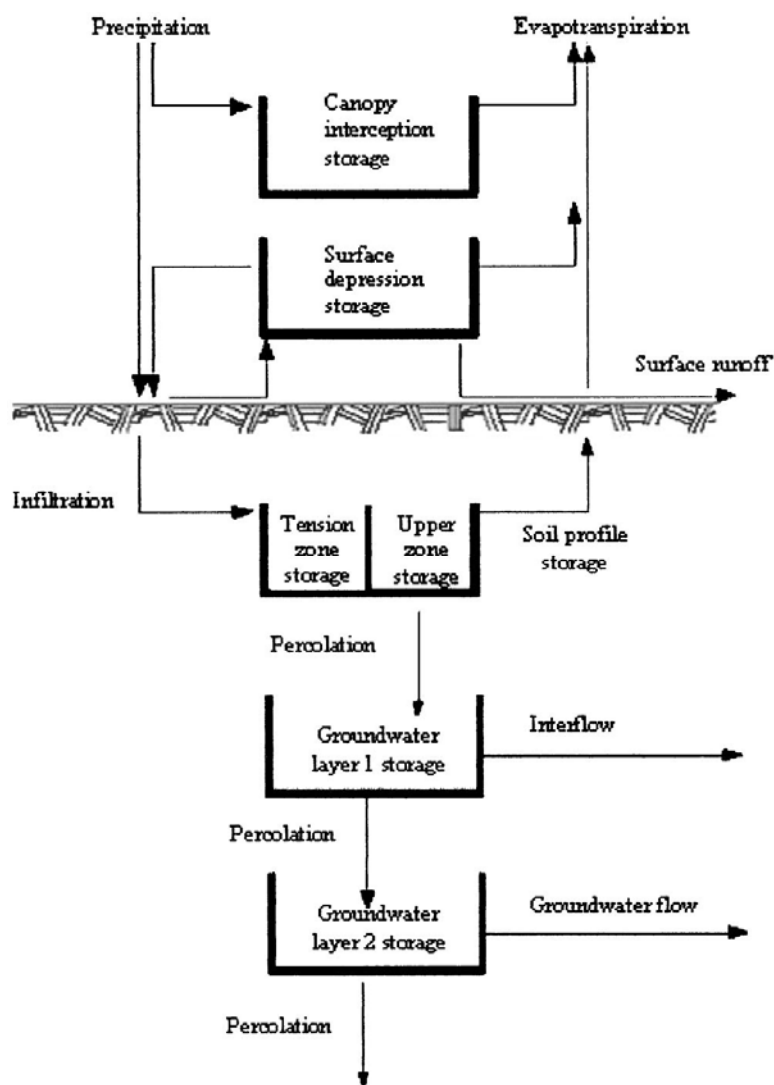 Precipitation
Evapotranspiration
Canopy
interception
storage
Surface
depression
storage
Surface runoff
Infiltration
Tension
zone
storage
Upper
zone
storage
Soil profile
storage
Percolation
Groundwater
layer 1 storage
Interflow
Percolation
Groundwater
layer 2 storage
Groundwater flow
Percolation